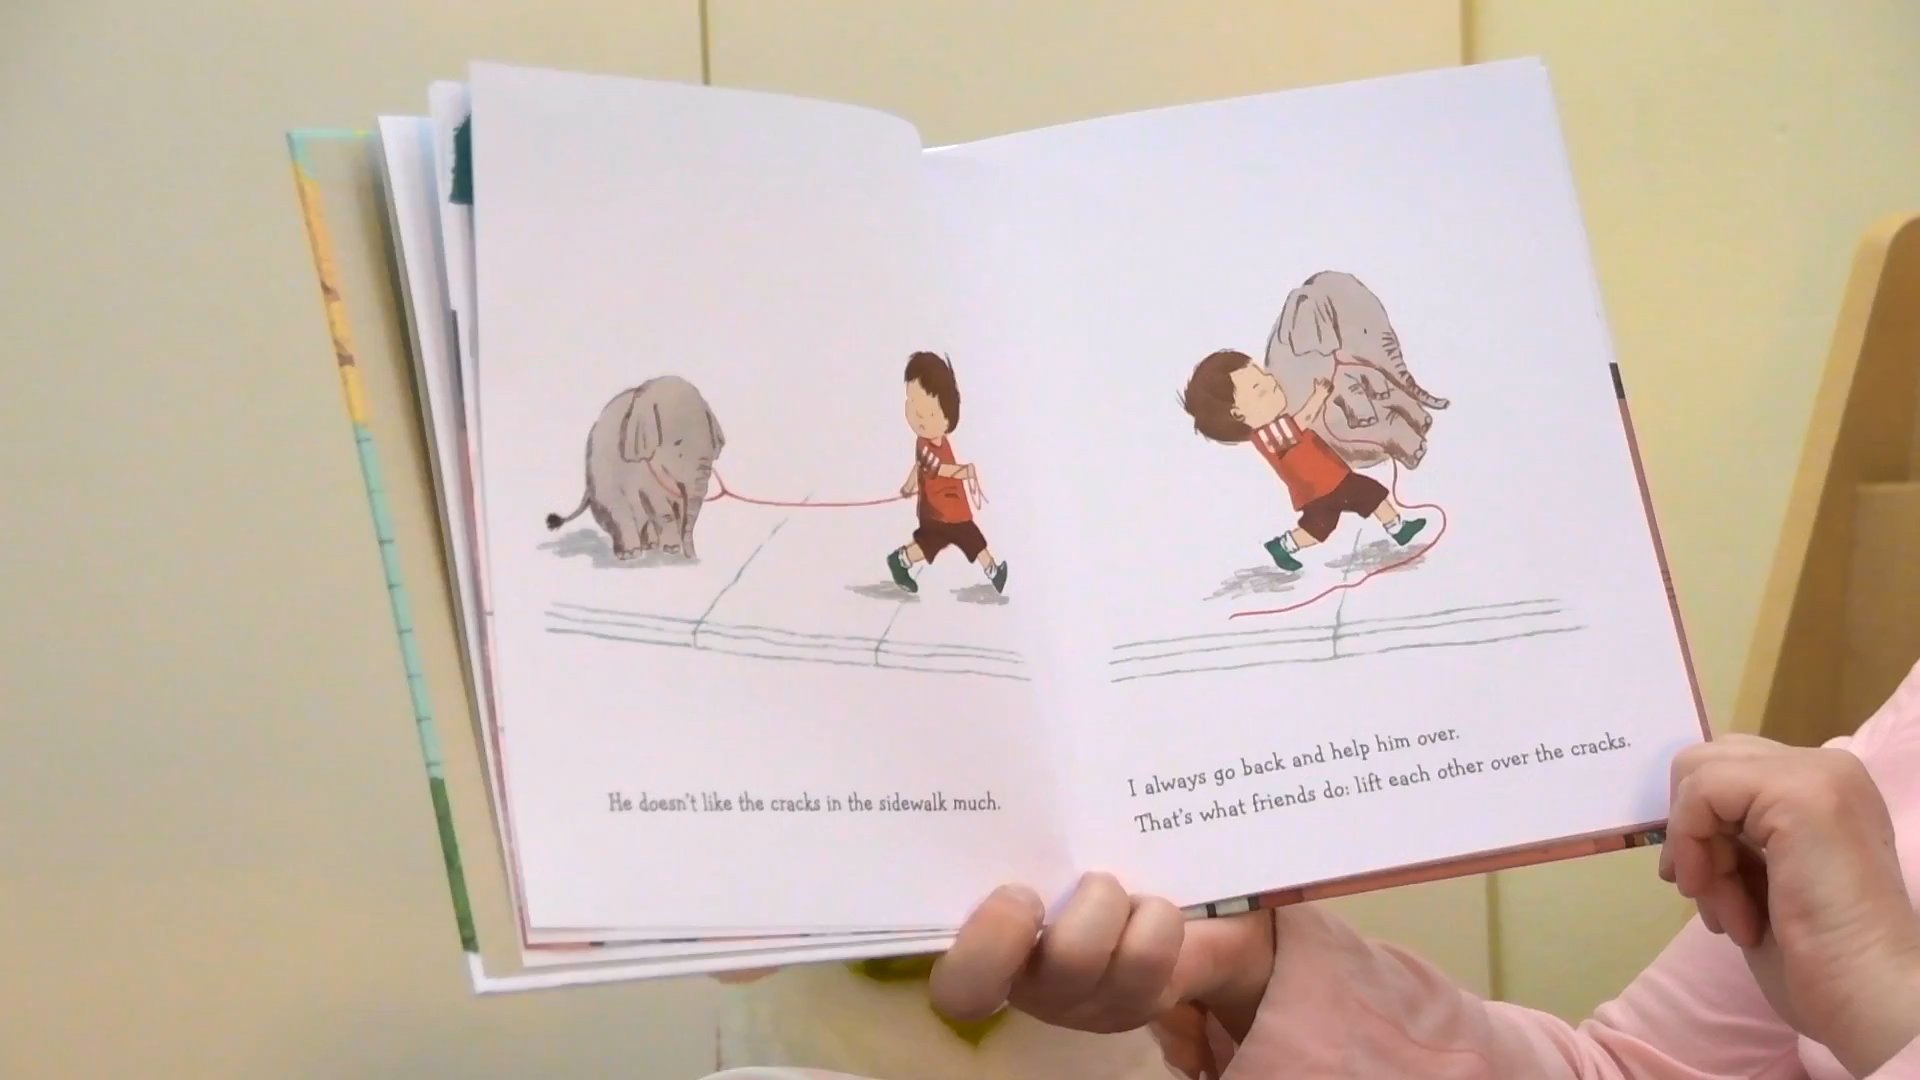 He doesn't like the cracks in the sidewalk much.
I always go back and help him over.
That's what friends do: lift each other over the cracks.